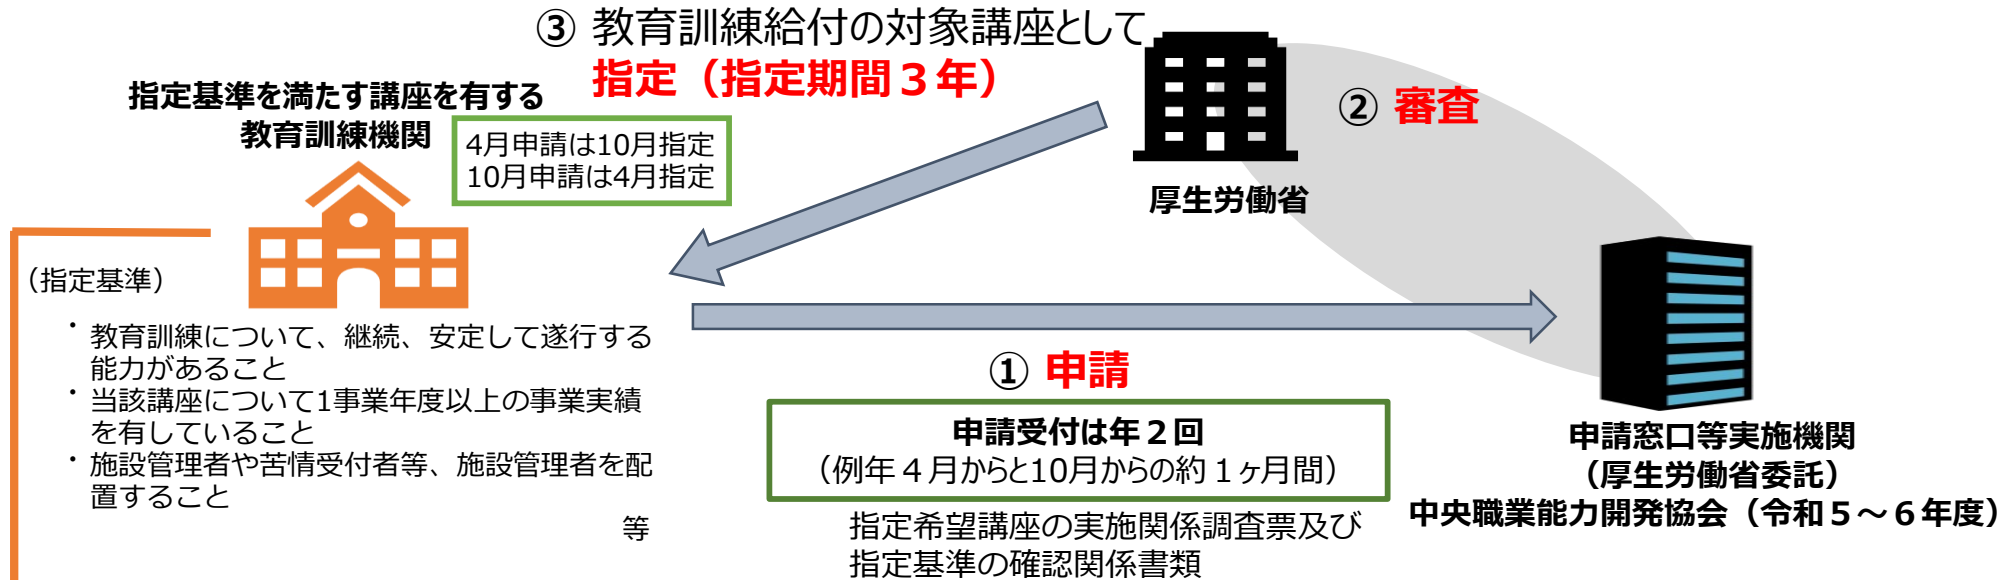 ③ 教育訓練給付の対象講座として
指定（指定期間３年）
指定基準を満たす講座を有する
教育訓練機関
4月申請は10月指定
10月申請は4月指定
② 審査
厚生労働省
（指定基準）
・教育訓練について、継続、安定して遂行する
能力があること
・当該講座について1事業年度以上の事業実績
を有していること
・施設管理者や苦情受付者等、施設管理者を配
置すること
等
① 申請
申請受付は年２回
（例年４月からと10月からの約１ヶ月間）
指定希望講座の実施関係調査票及び
指定基準の確認関係書類
申請窓口等実施機関
（厚生労働省委託）
中央職業能力開発協会（令和５～６年度）